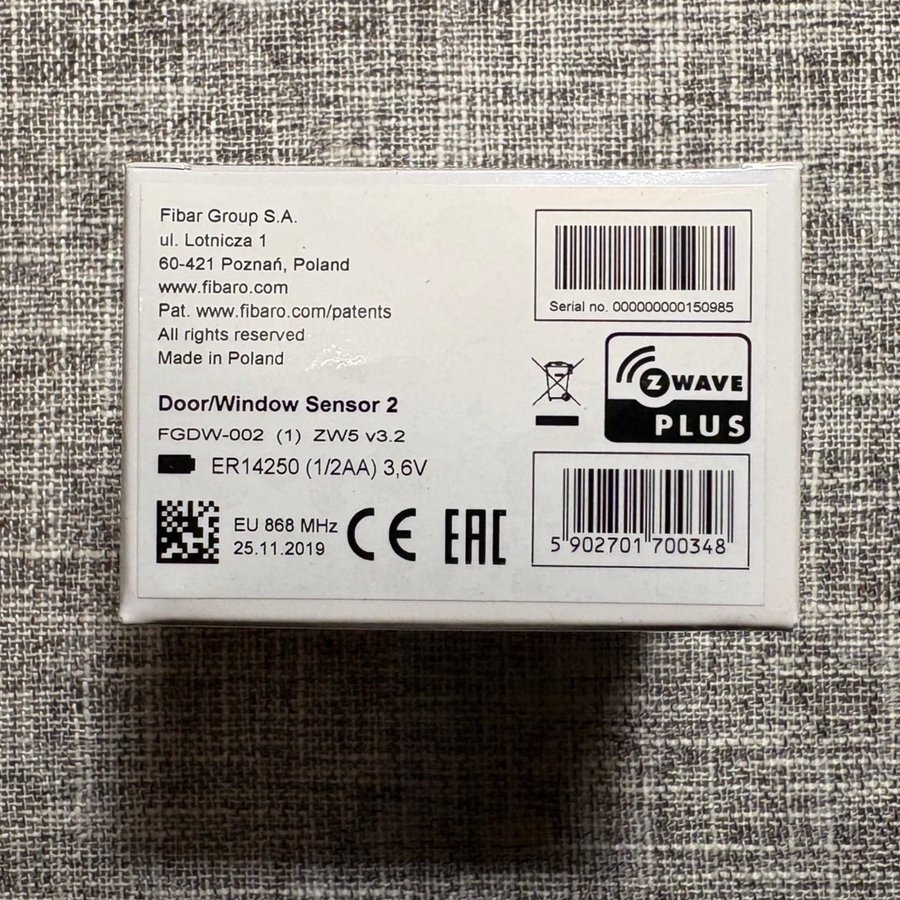 Fibar Group S.A.
ul. Lotnicza 1
60-421 Poznań, Poland
www.fibaro.com
Pat. www.fibaro.com/patents
All rights reserved
Made in Poland
Door/Window Sensor 2
FGDW-002 (1) ZW5 v3.2
ER14250 (1/2AA) 3,6V
EU 868 MHz
25.11.2019
CE EAC
Serial no. 000000000150985
Z WAVE
PLUS
5 902701 700348